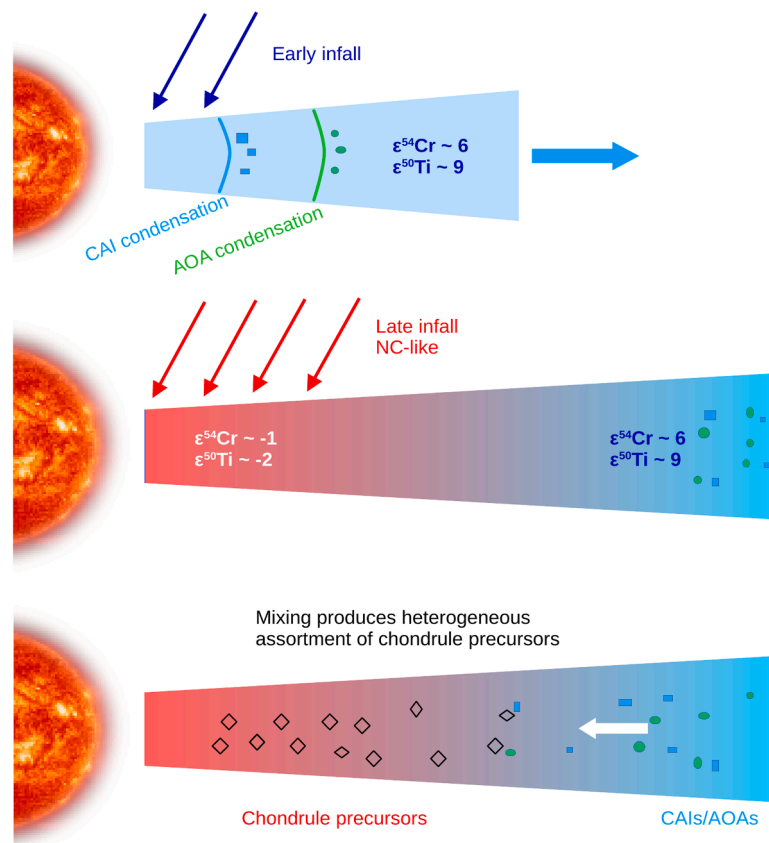 Early infall
ε⁵⁴Cr ~ 6
ε⁵⁰Ti ~ 9
CAI condensation
AOA condensation
Late infall
NC-like
ε⁵⁴Cr ~ -1
ε⁵⁰Ti ~ -2
ε⁵⁴Cr ~ 6
ε⁵⁰Ti ~ 9
Mixing produces heterogeneous
assortment of chondrule precursors
Chondrule precursors
CAIs/AOAs